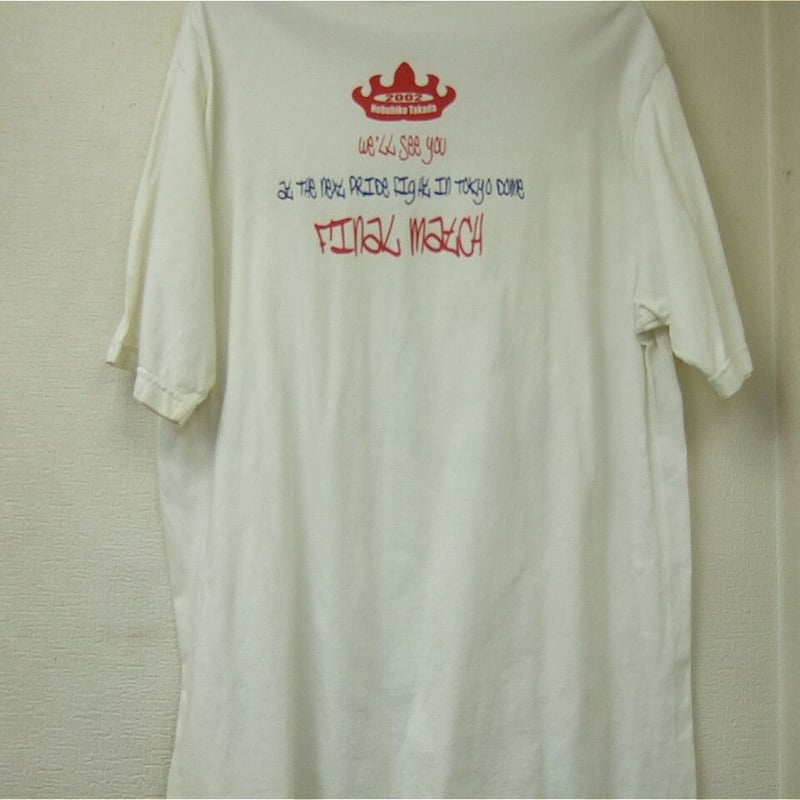 2002
Nobuhiko Takada
we'll see you
at the next PRIDE fight in Tokyo Dome
Final Match